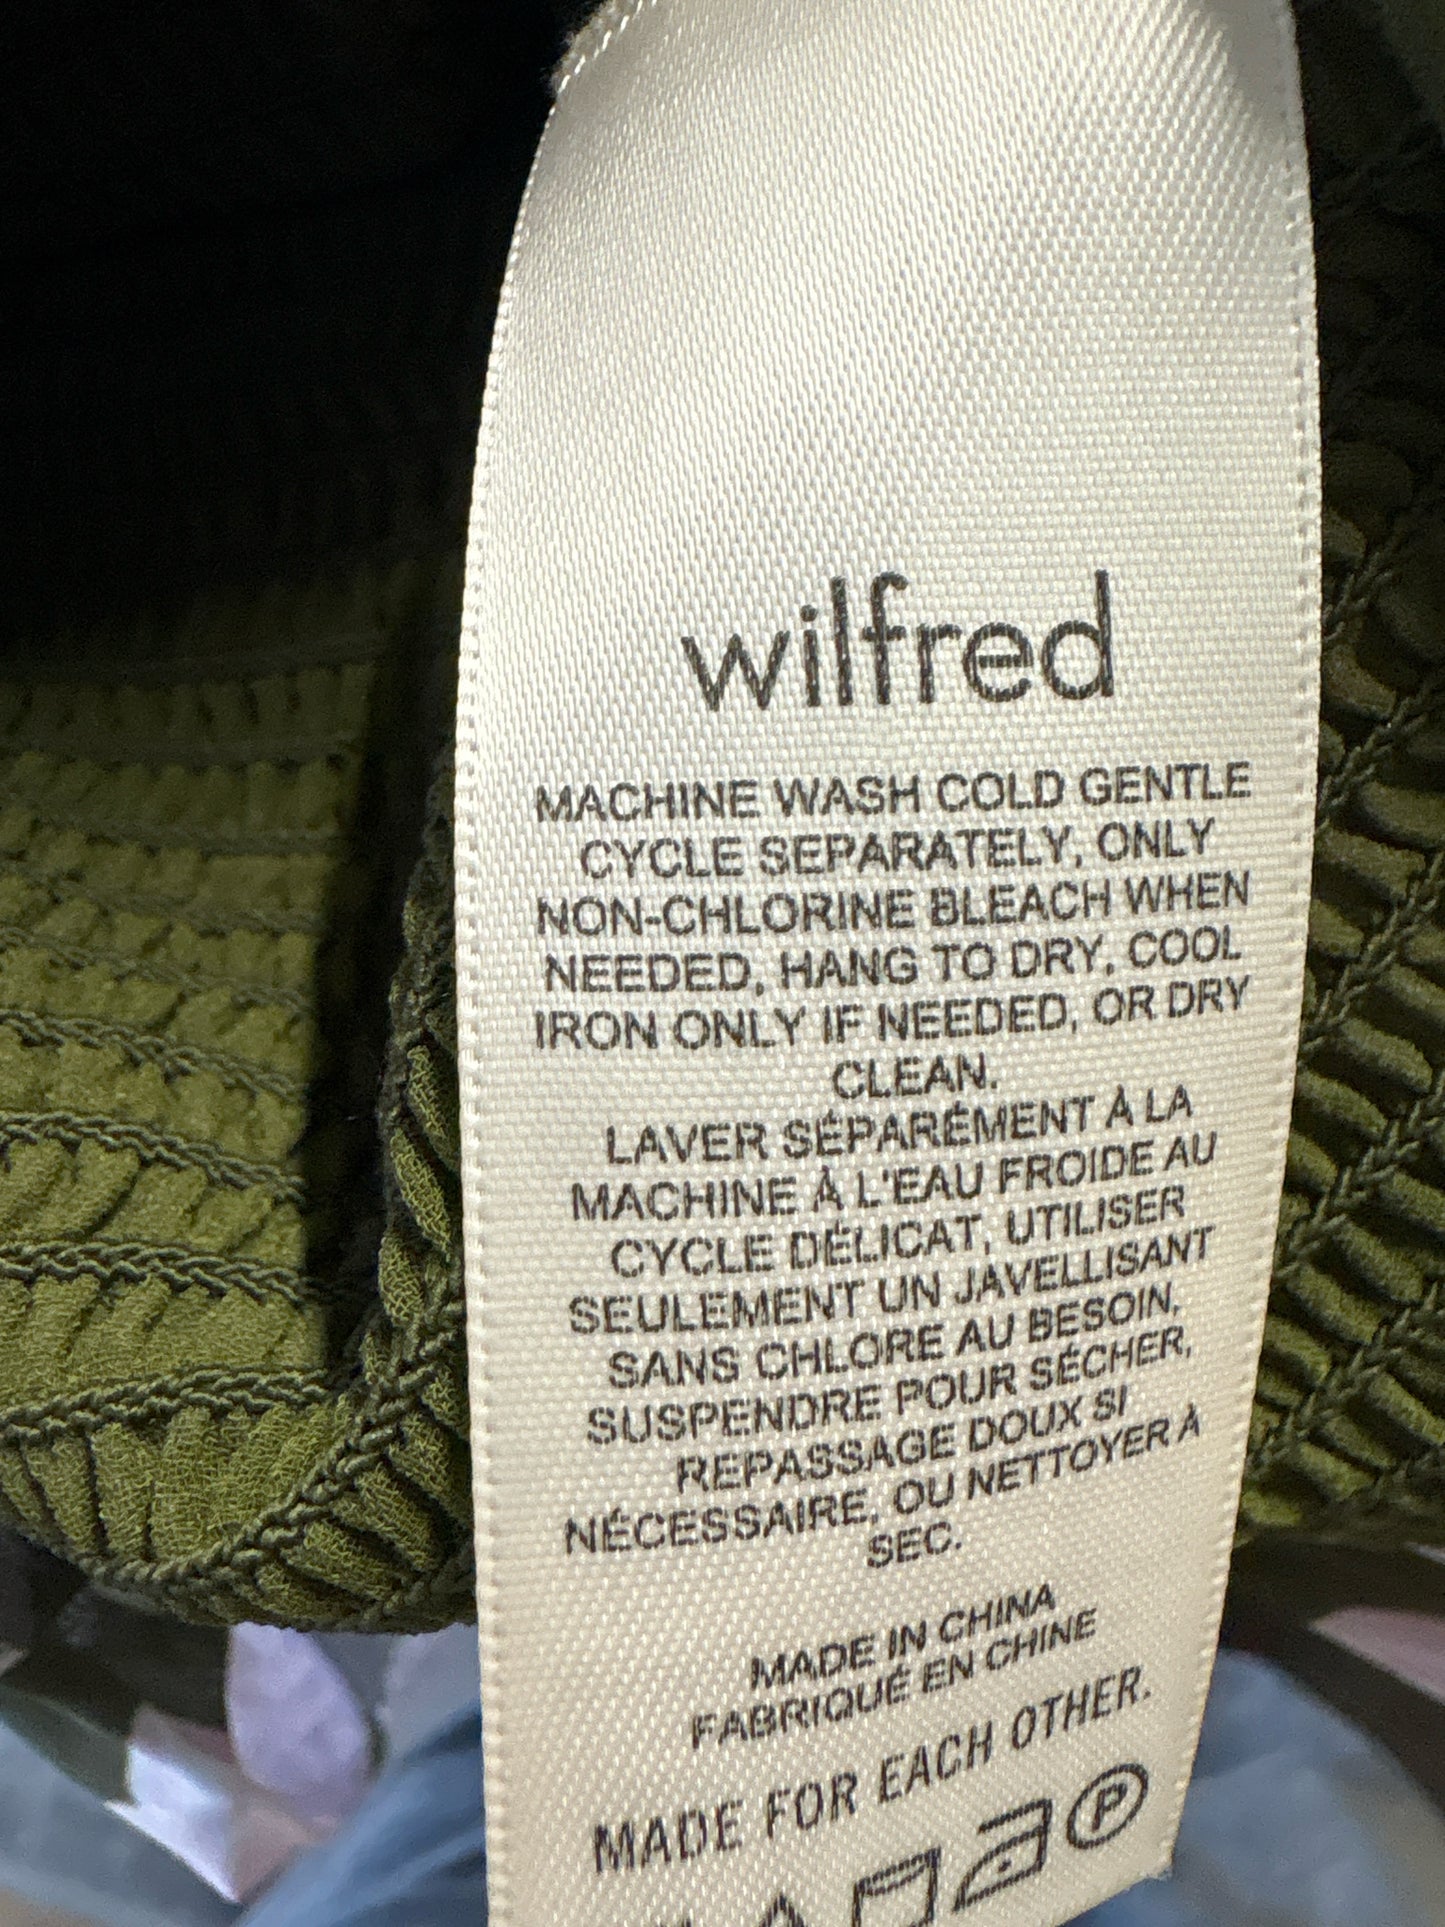 wilfred
MACHINE WASH COLD GENTLE
CYCLE SEPARATELY, ONLY
NON-CHLORINE BLEACH WHEN
NEEDED, HANG TO DRY, COOL
IRON ONLY IF NEEDED, OR DRY
CLEAN.
LAVER SÉPARÉMENT À LA
MACHINE À L'EAU FROIDE AU
CYCLE DÉLICAT, UTILISER
SEULEMENT UN JAVELLISANT
SANS CHLORE AU BESOIN,
SUSPENDRE POUR SÉCHER,
REPASSAGE DOUX SI
NÉCESSAIRE, OU NETTOYER À
SEC.
MADE IN CHINA
FABRIQUÉ EN CHINE
MADE FOR EACH OTHER.
P